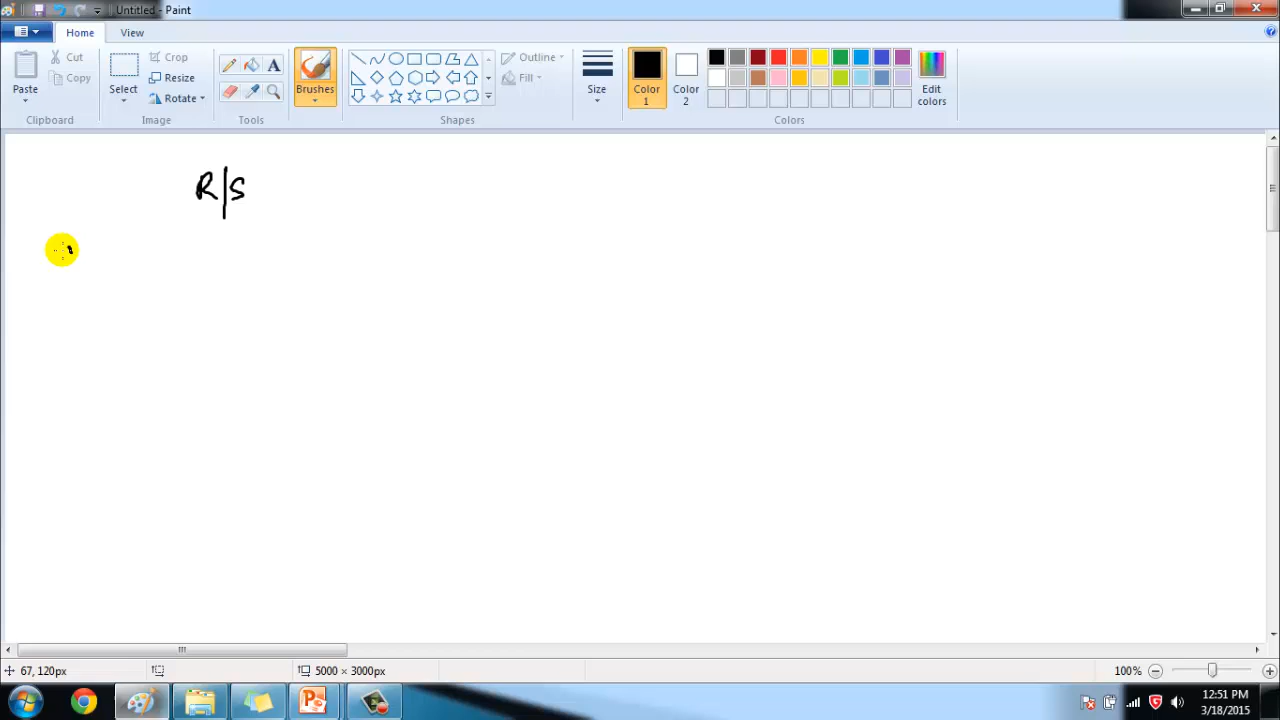 Untitled - Paint
Home View
Paste
Cut
Copy
Clipboard
Select
Crop
Resize
Rotate
Image
Tools
Brushes
Outline
Fill
Shapes
Size
Color 1
Color 2
Edit colors
Colors
R|S
67, 120px
5000 × 3000px
100%
12:51 PM
3/18/2015